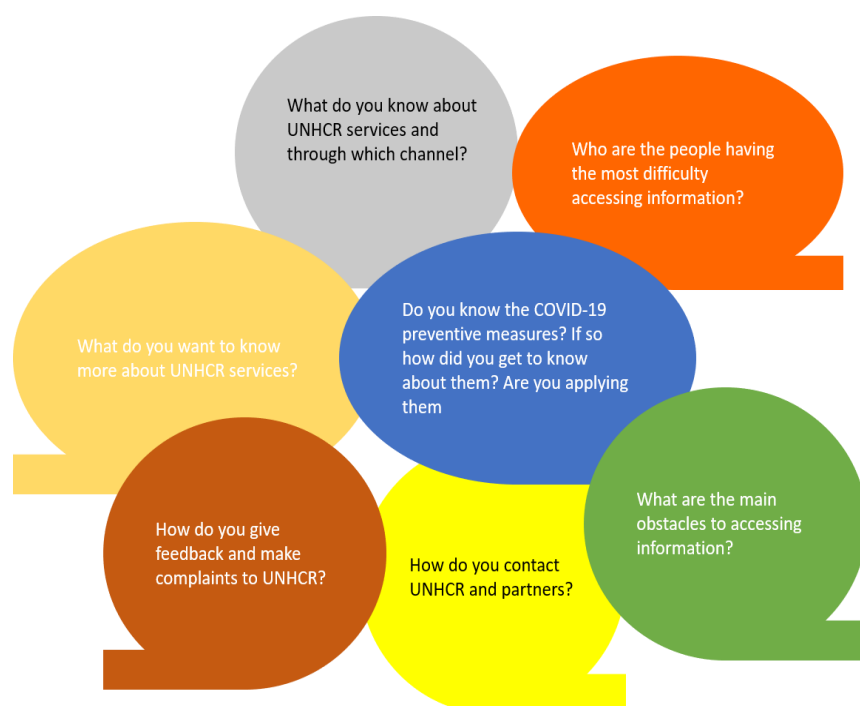 What do you know about
UNHCR services and
through which channel?
Who are the people having
the most difficulty
accessing information?
What do you want to know
more about UNHCR services?
Do you know the COVID-19
preventive measures? If so
how did you get to know
about them? Are you applying
them
How do you give
feedback and make
complaints to UNHCR?
How do you contact
UNHCR and partners?
What are the main
obstacles to accessing
information?